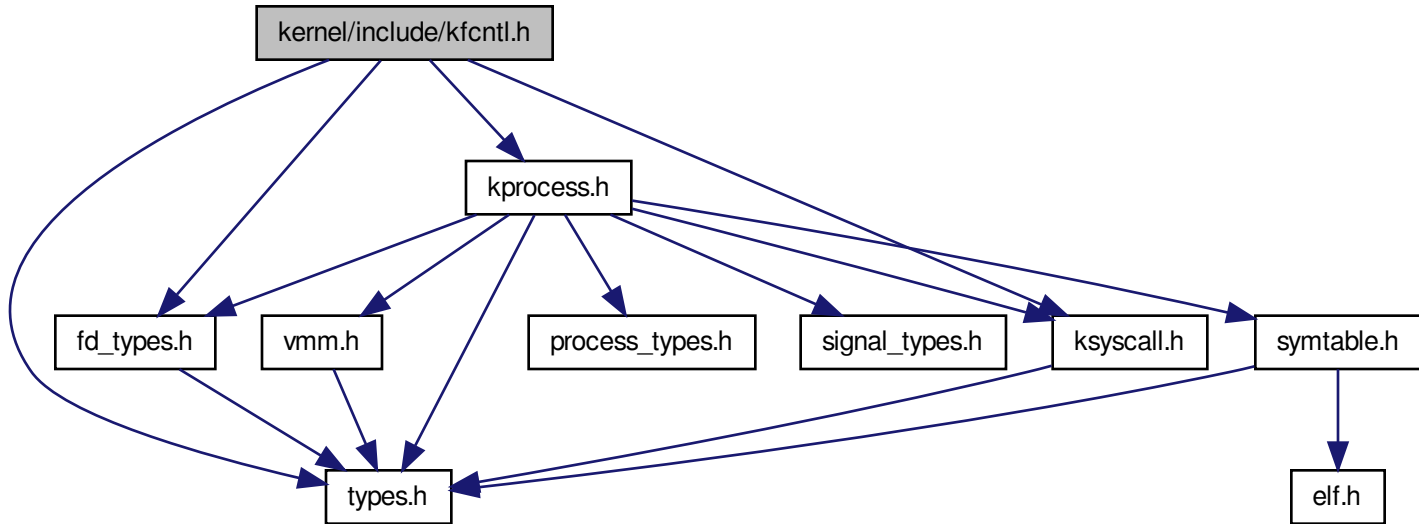 kernel/include/kfcntl.h
kprocess.h
fd_types.h
vmm.h
process_types.h
signal_types.h
ksyscall.h
symtable.h
types.h
elf.h